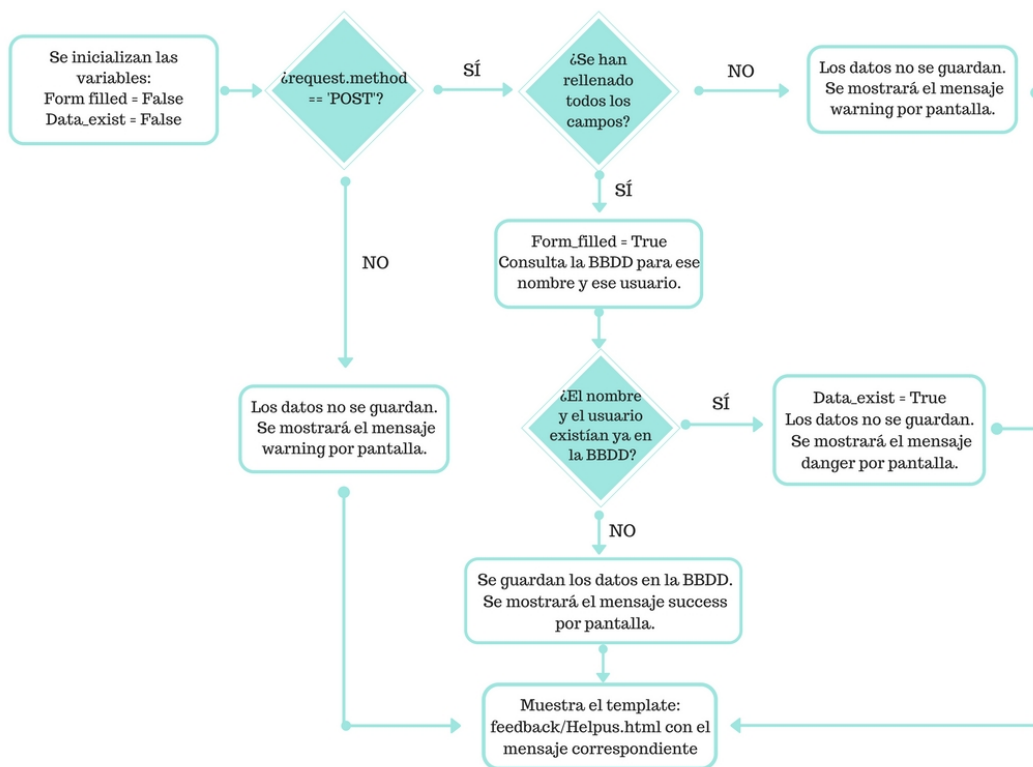 Se inicializan las
variables:
Form filled = False
Data_exist = False
¿request.method
== 'POST'?
SÍ
¿Se han
rellenado
todos los
campos?
NO
Los datos no se guardan.
Se mostrará el mensaje
warning por pantalla.
SÍ
NO
Form_filled = True
Consulta la BBDD para ese
nombre y ese usuario.
Los datos no se guardan.
Se mostrará el mensaje
warning por pantalla.
¿El nombre
y el usuario
existían ya en
la BBDD?
SÍ
Data_exist = True
Los datos no se guardan.
Se mostrará el mensaje
danger por pantalla.
NO
Se guardan los datos en la BBDD.
Se mostrará el mensaje success
por pantalla.
Muestra el template:
feedback/Helpus.html con el
mensaje correspondiente